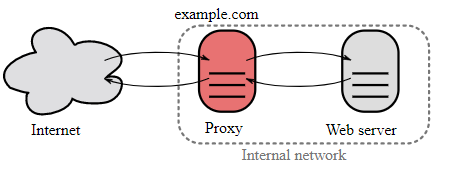 example.com
Internet
Proxy
Web server
Internal network